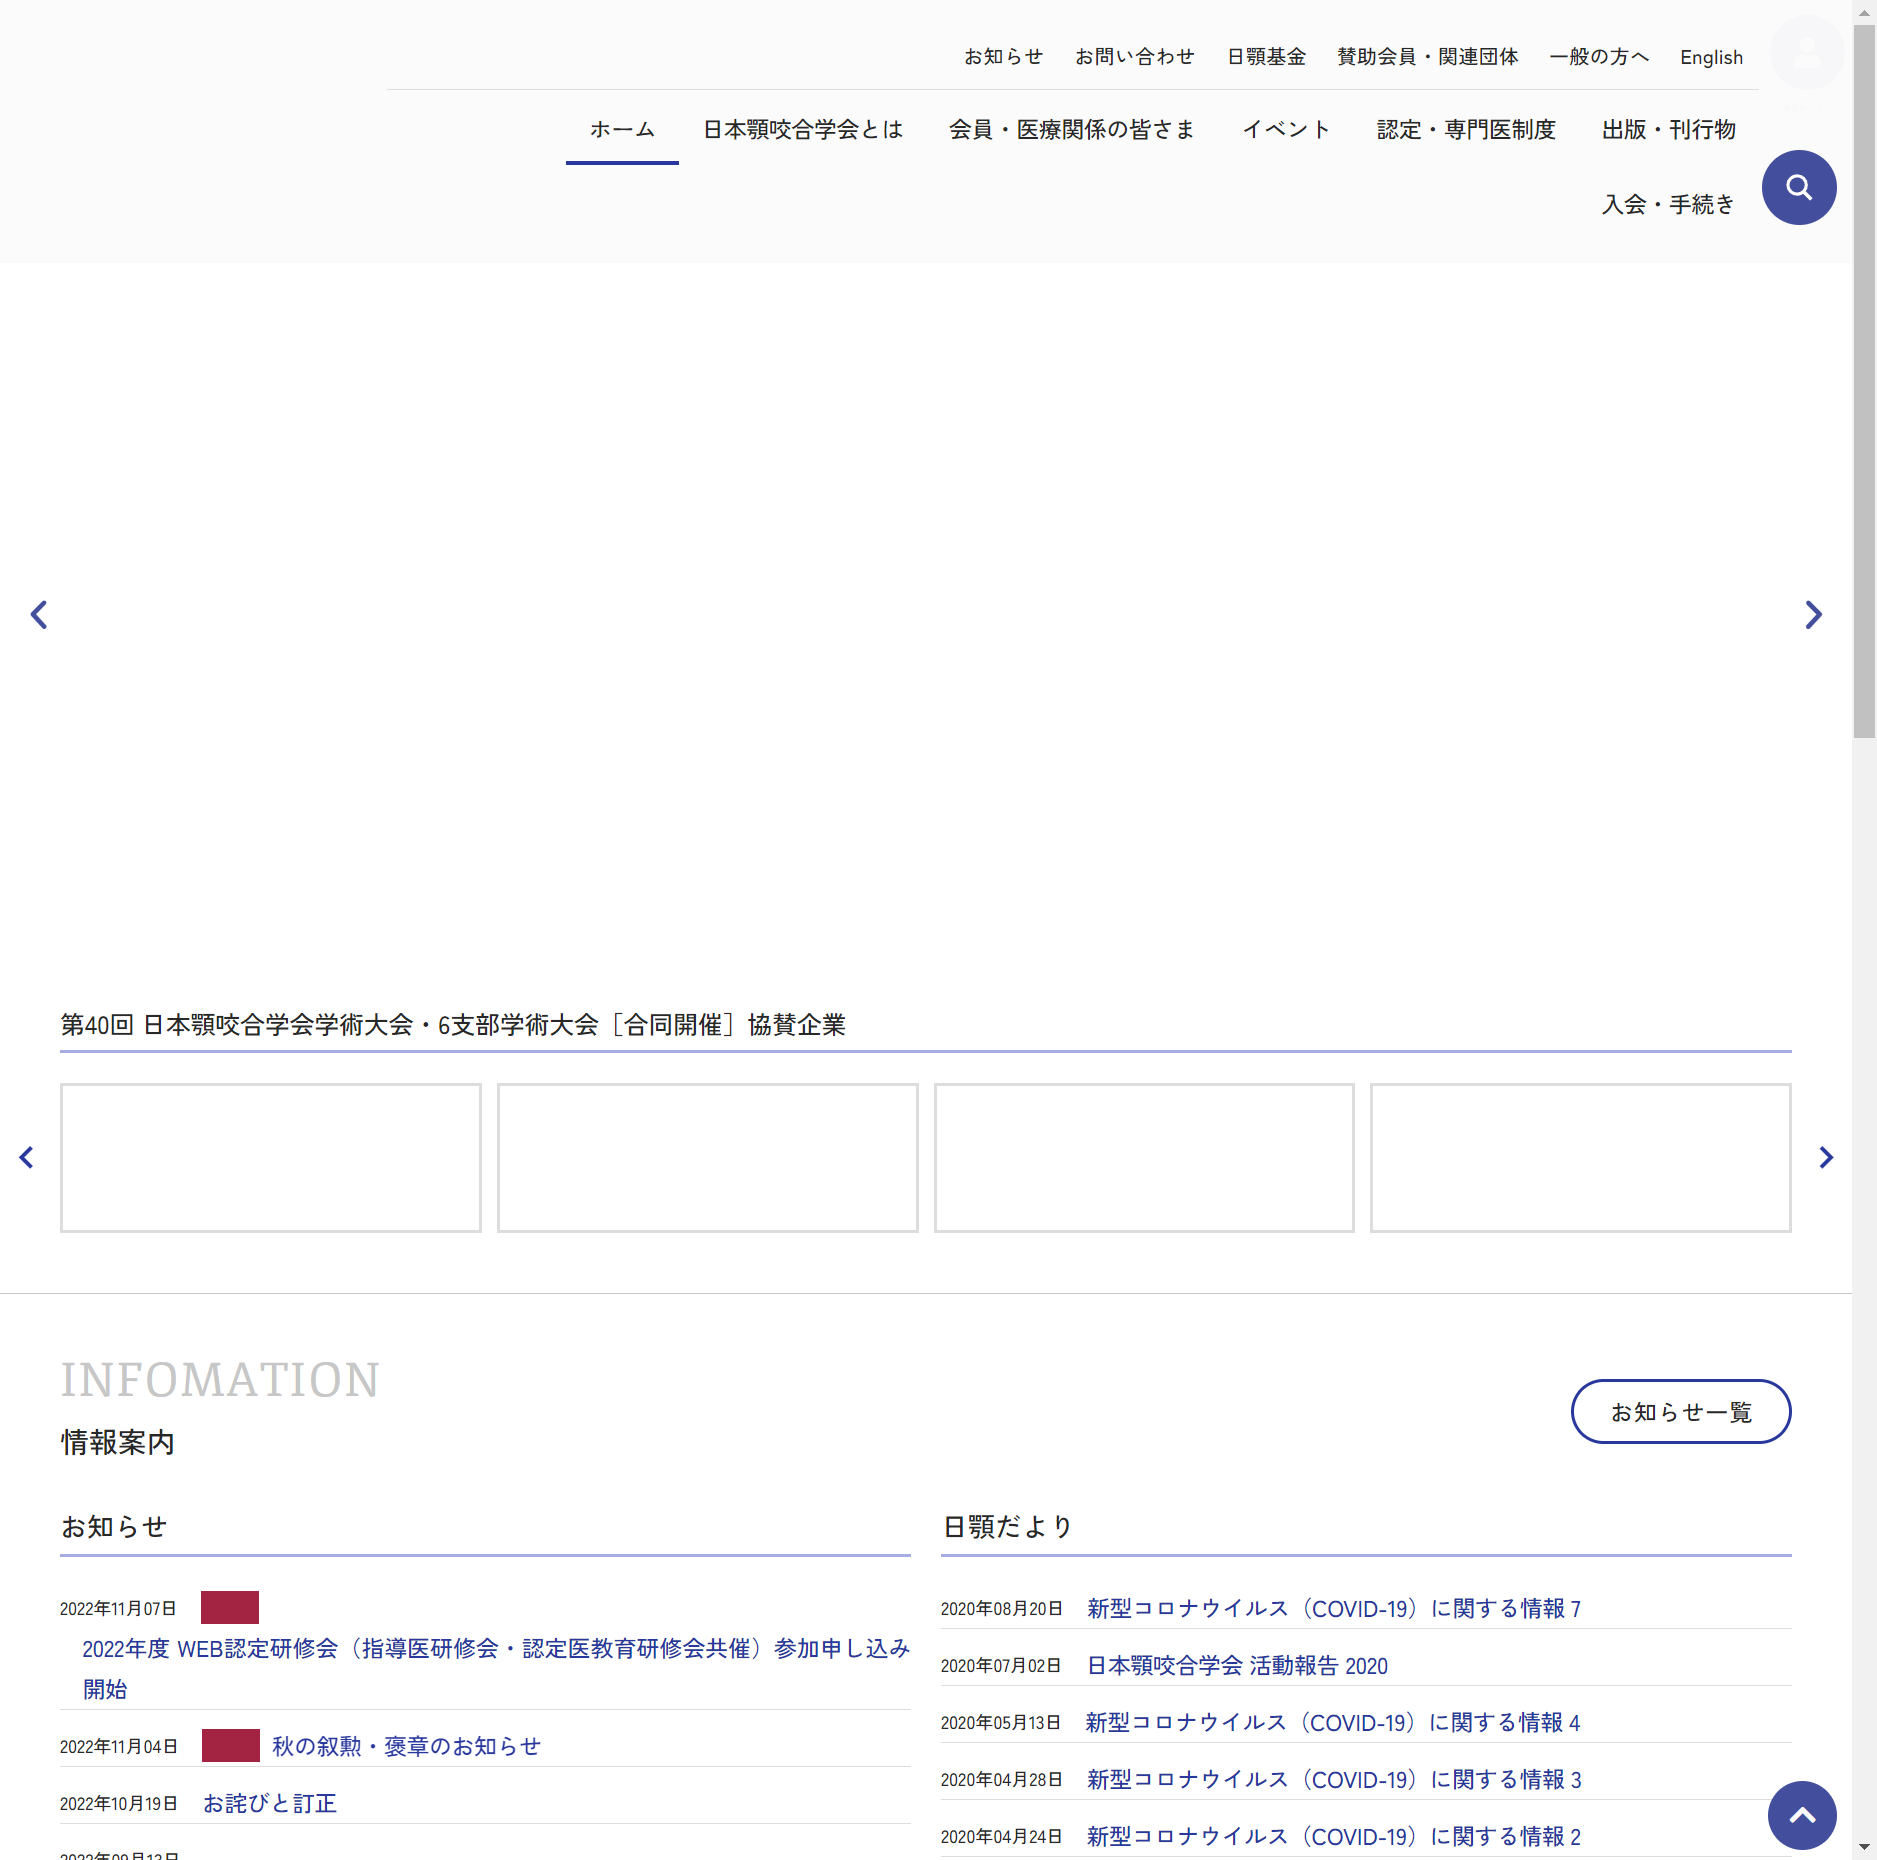 お知らせ お問い合わせ 日顎基金 賛助会員・関連団体 一般の方へ English
ホーム 日本顎咬合学会とは 会員・医療関係の皆さま イベント 認定・専門医制度 出版・刊行物
入会・手続き
第40回 日本顎咬合学会学術大会・6支部学術大会［合同開催］協賛企業
INFOMATION
情報案内
お知らせ一覧
お知らせ
2022年11月07日
2022年度 WEB認定研修会（指導医研修会・認定医教育研修会共催）参加申し込み
開始
2022年11月04日 秋の叙勲・褒章のお知らせ
2022年10月19日 お詫びと訂正
2022年09月13日
日顎だより
2020年08月20日 新型コロナウイルス（COVID-19）に関する情報 7
2020年07月02日 日本顎咬合学会 活動報告 2020
2020年05月13日 新型コロナウイルス（COVID-19）に関する情報 4
2020年04月28日 新型コロナウイルス（COVID-19）に関する情報 3
2020年04月24日 新型コロナウイルス（COVID-19）に関する情報 2